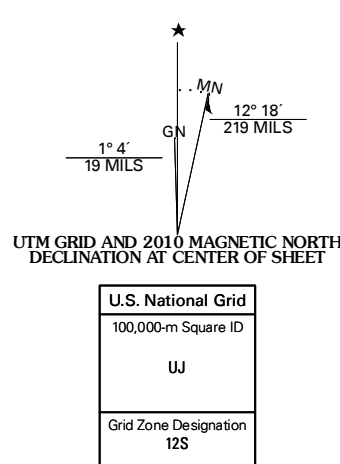 ★
MN
12° 18´
219 MILS
GN
1° 4´
19 MILS
UTM GRID AND 2010 MAGNETIC NORTH
DECLINATION AT CENTER OF SHEET
U.S. National Grid
100,000-m Square ID
UJ
Grid Zone Designation
12S